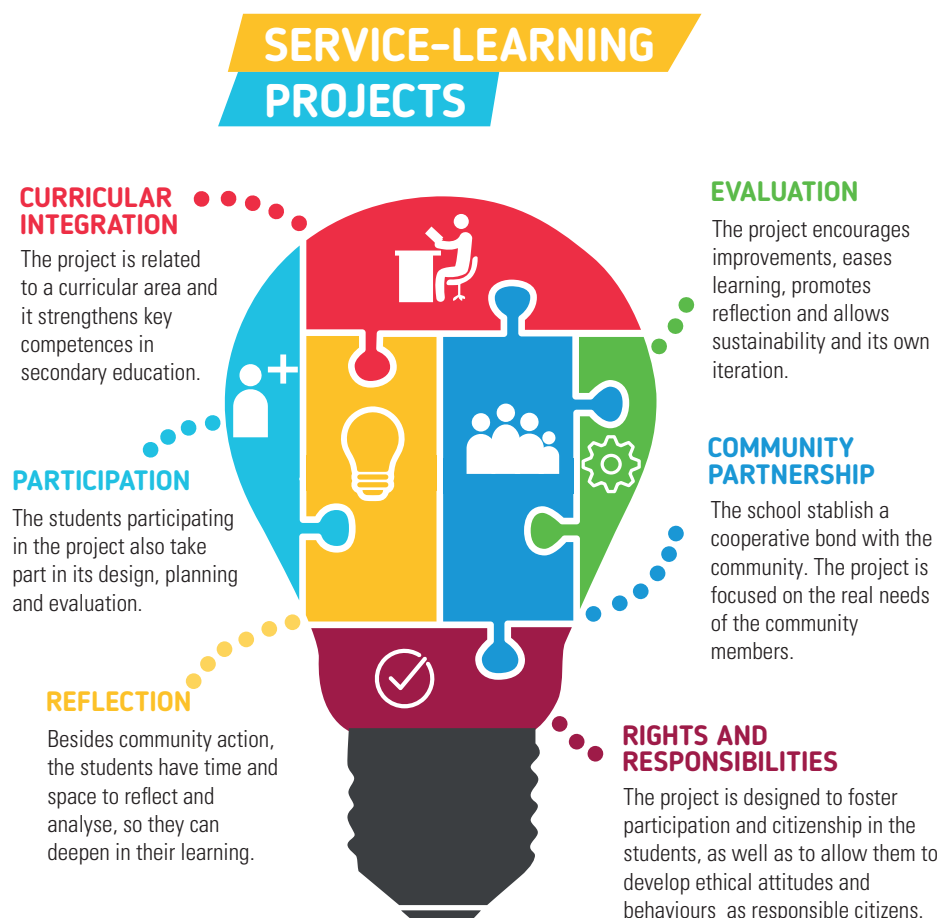 SERVICE-LEARNING
PROJECTS
CURRICULAR
INTEGRATION
The project is related
to a curricular area and
it strengthens key
competences in
secondary education.
PARTICIPATION
The students participating
in the project also take
part in its design, planning
and evaluation.
REFLECTION
Besides community action,
the students have time and
space to reflect and
analyse, so they can
deepen in their learning.
EVALUATION
The project encourages
improvements, eases
learning, promotes
reflection and allows
sustainability and its own
iteration.
COMMUNITY
PARTNERSHIP
The school stablish a
cooperative bond with the
community. The project is
focused on the real needs
of the community
members.
RIGHTS AND
RESPONSIBILITIES
The project is designed to foster
participation and citizenship in the
students, as well as to allow them to
develop ethical attitudes and
behaviours as responsible citizens.